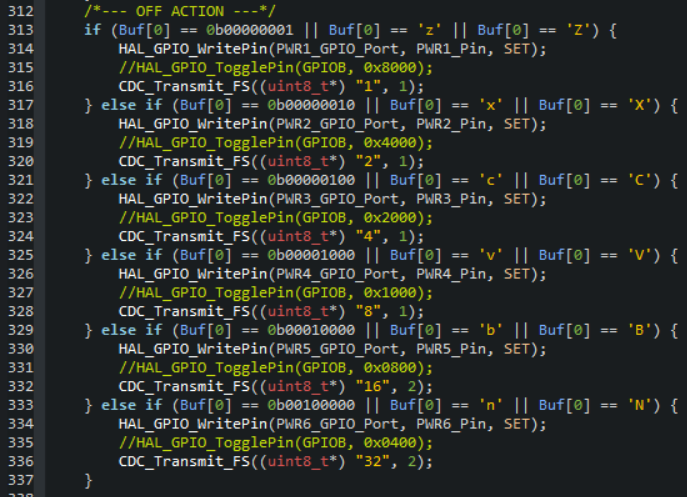 312 /*--- OFF ACTION ---*/
313 if (Buf[0] == 0b00000001 || Buf[0] == 'z' || Buf[0] == 'Z') {
314 HAL_GPIO_WritePin(PWR1_GPIO_Port, PWR1_Pin, SET);
315 //HAL_GPIO_TogglePin(GPIOB, 0x8000);
316 CDC_Transmit_FS((uint8_t*) "1", 1);
317 } else if (Buf[0] == 0b00000010 || Buf[0] == 'x' || Buf[0] == 'X') {
318 HAL_GPIO_WritePin(PWR2_GPIO_Port, PWR2_Pin, SET);
319 //HAL_GPIO_TogglePin(GPIOB, 0x4000);
320 CDC_Transmit_FS((uint8_t*) "2", 1);
321 } else if (Buf[0] == 0b00000100 || Buf[0] == 'c' || Buf[0] == 'C') {
322 HAL_GPIO_WritePin(PWR3_GPIO_Port, PWR3_Pin, SET);
323 //HAL_GPIO_TogglePin(GPIOB, 0x2000);
324 CDC_Transmit_FS((uint8_t*) "4", 1);
325 } else if (Buf[0] == 0b00001000 || Buf[0] == 'v' || Buf[0] == 'V') {
326 HAL_GPIO_WritePin(PWR4_GPIO_Port, PWR4_Pin, SET);
327 //HAL_GPIO_TogglePin(GPIOB, 0x1000);
328 CDC_Transmit_FS((uint8_t*) "8", 1);
329 } else if (Buf[0] == 0b00010000 || Buf[0] == 'b' || Buf[0] == 'B') {
330 HAL_GPIO_WritePin(PWR5_GPIO_Port, PWR5_Pin, SET);
331 //HAL_GPIO_TogglePin(GPIOB, 0x0800);
332 CDC_Transmit_FS((uint8_t*) "16", 2);
333 } else if (Buf[0] == 0b00100000 || Buf[0] == 'n' || Buf[0] == 'N') {
334 HAL_GPIO_WritePin(PWR6_GPIO_Port, PWR6_Pin, SET);
335 //HAL_GPIO_TogglePin(GPIOB, 0x0400);
336 CDC_Transmit_FS((uint8_t*) "32", 2);
337 }